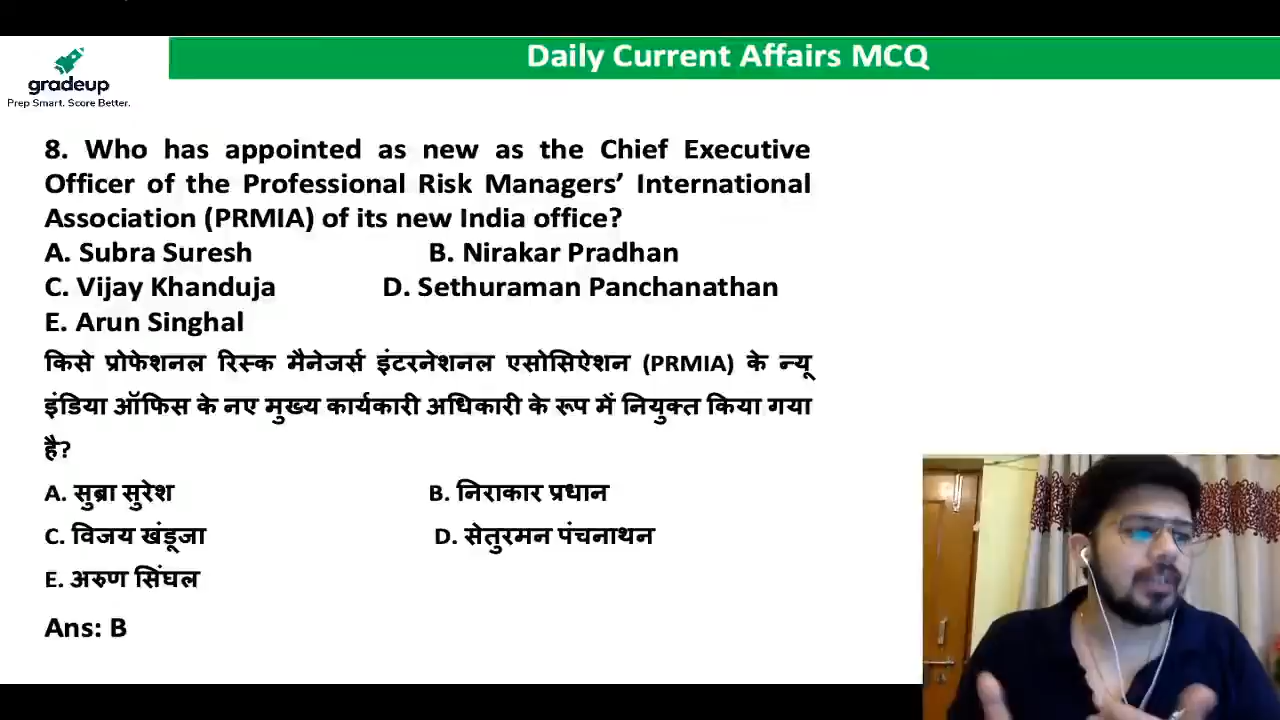 Daily Current Affairs MCQ
gradeup
Prep Smart. Score Better.
8. Who has appointed as new as the Chief Executive
Officer of the Professional Risk Managers’ International
Association (PRMIA) of its new India office?
A. Subra Suresh B. Nirakar Pradhan
C. Vijay Khanduja D. Sethuraman Panchanathan
E. Arun Singhal
किसे प्रोफेशनल रिस्क मैनेजर्स इंटरनेशनल एसोसिऐशन (PRMIA) के न्यू
इंडिया ऑफिस के नए मुख्य कार्यकारी अधिकारी के रूप में नियुक्त किया गया
है?
A. सुब्रा सुरेश B. निराकार प्रधान
C. विजय खंडूजा D. सेतुरमन पंचनाथन
E. अरुण सिंघल
Ans: B